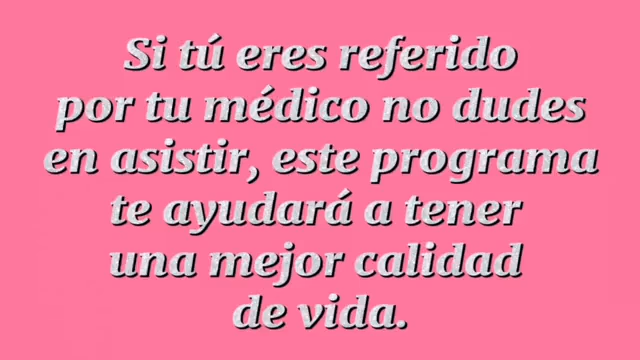 Si tú eres referido
por tu médico no dudes
en asistir, este programa
te ayudará a tener
una mejor calidad
de vida.